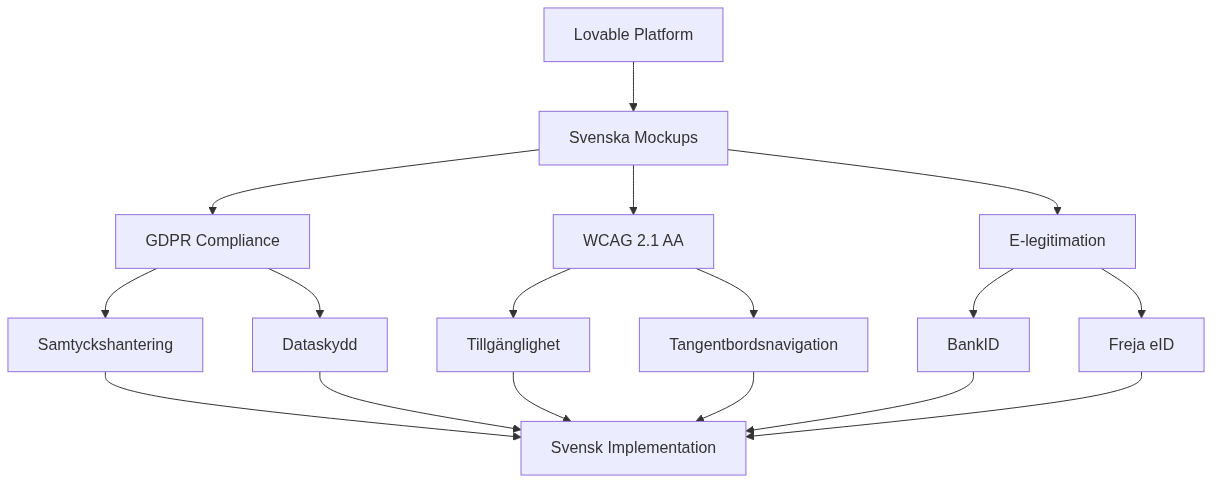 Lovable Platform
Svenska Mockups
GDPR Compliance
WCAG 2.1 AA
E-legitimation
Samtyckshantering
Dataskydd
Tillgänglighet
Tangentbordsnavigation
BankID
Freja eID
Svensk Implementation